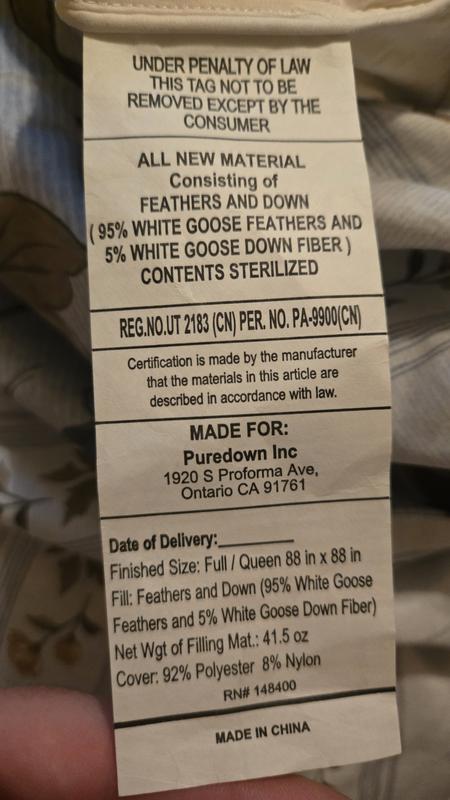 UNDER PENALTY OF LAW
THIS TAG NOT TO BE
REMOVED EXCEPT BY THE
CONSUMER
ALL NEW MATERIAL
Consisting of
FEATHERS AND DOWN
( 95% WHITE GOOSE FEATHERS AND
5% WHITE GOOSE DOWN FIBER )
CONTENTS STERILIZED
REG.NO.UT 2183 (CN) PER. NO. PA-9900(CN)
Certification is made by the manufacturer
that the materials in this article are
described in accordance with law.
MADE FOR:
Puredown Inc
1920 S Proforma Ave,
Ontario CA 91761
Date of Delivery:__________
Finished Size: Full / Queen 88 in x 88 in
Fill: Feathers and Down (95% White Goose
Feathers and 5% White Goose Down Fiber)
Net Wgt of Filling Mat.: 41.5 oz
Cover: 92% Polyester 8% Nylon
RN# 148400
MADE IN CHINA